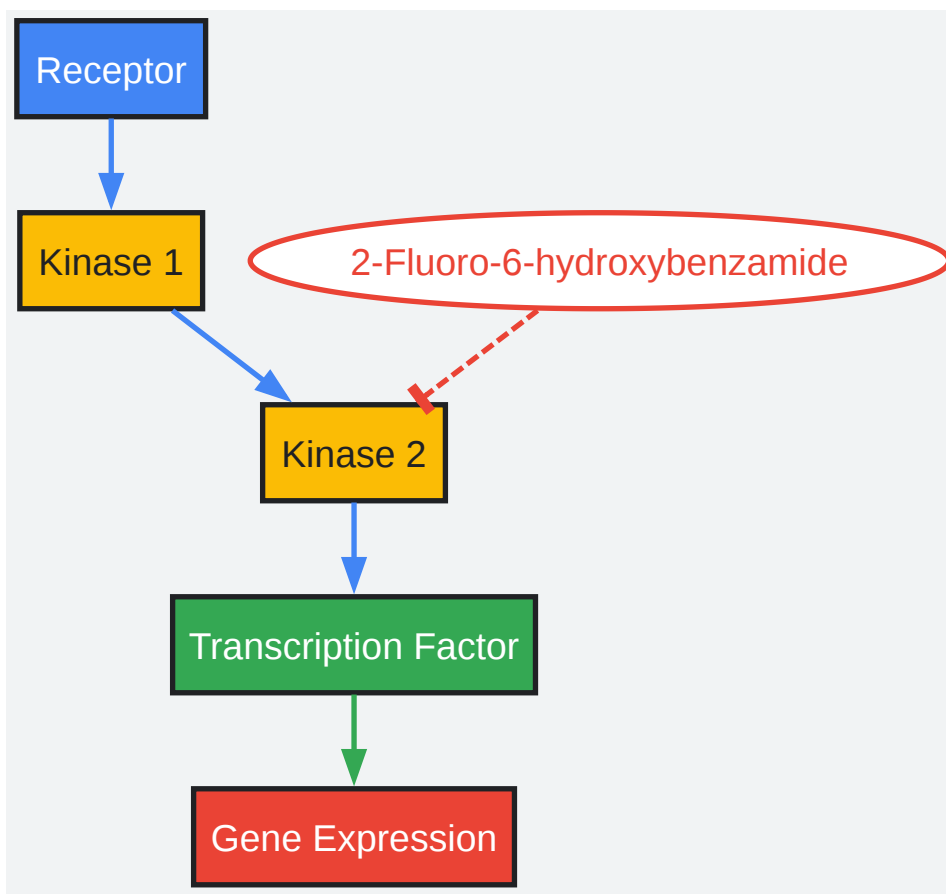 Receptor
Kinase 1
2-Fluoro-6-hydroxybenzamide
Kinase 2
Transcription Factor
Gene Expression